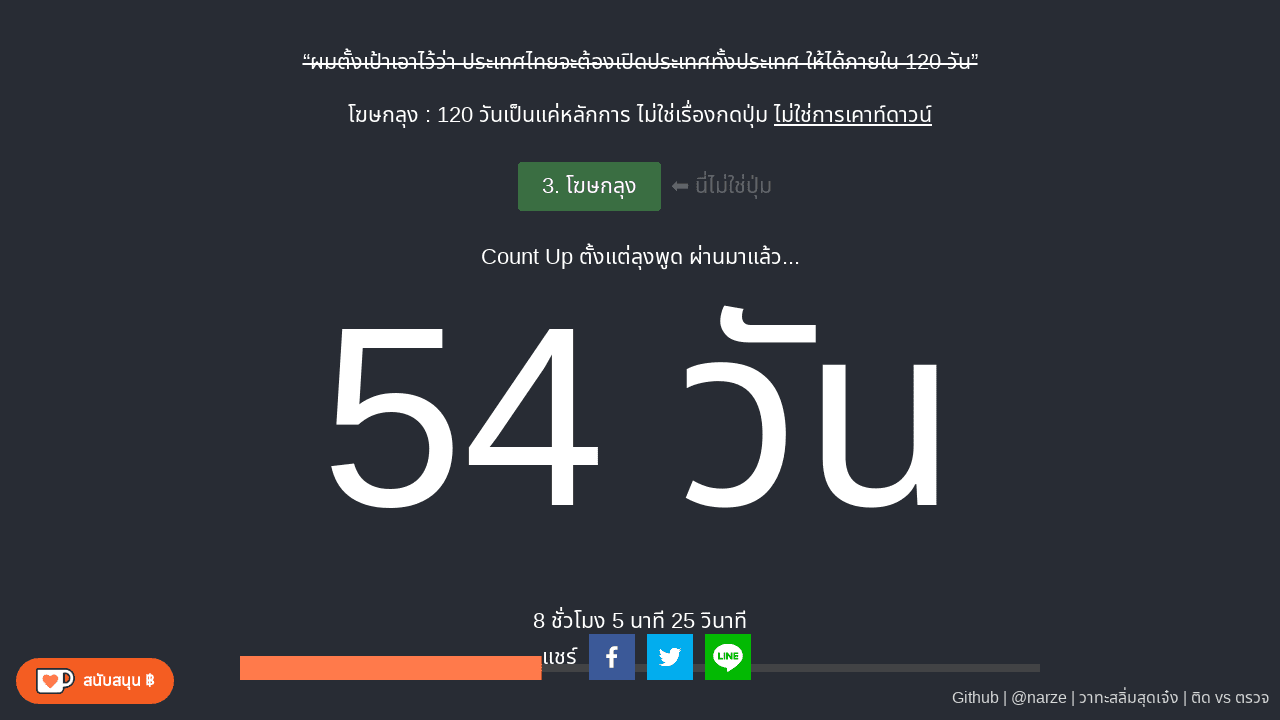 “ผมตั้งเป้าเอาไว้ว่า ประเทศไทยจะต้องเปิดประเทศทั้งประเทศ ให้ได้ภายใน 120 วัน”
โฆษกลุง : 120 วันเป็นแค่หลักการ ไม่ใช่เรื่องกดปุ่ม ไม่ใช่การเคาท์ดาวน์
3. โฆษกลุง ⬅ นี่ไม่ใช่ปุ่ม
Count Up ตั้งแต่ลุงพูด ผ่านมาแล้ว...
54 วัน
8 ชั่วโมง 5 นาที 25 วินาที
แชร์ LINE
สนับสนุน ฿
Github | @narze | วาทะสลิ่มสุดเจ๋ง | ติด vs ตรวจ